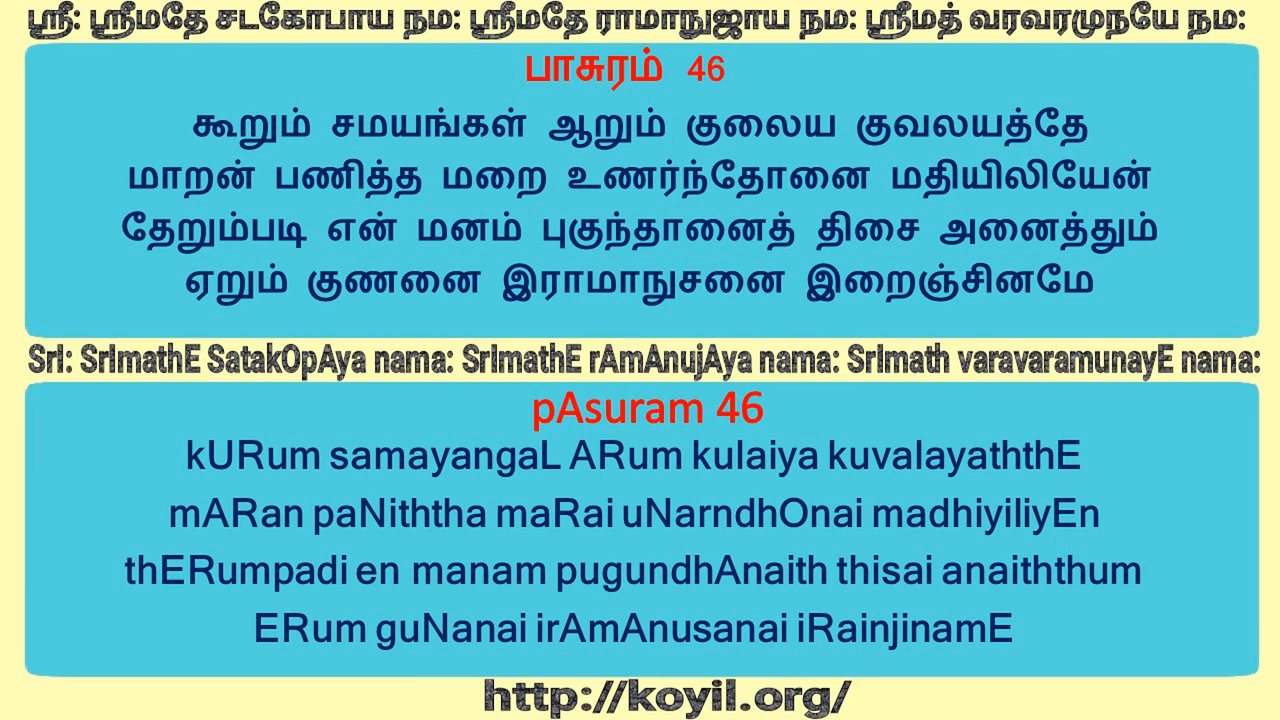 ஸ்ரீ: ஸ்ரீமதே சடகோபாய நம: ஸ்ரீமதே ராமாநுஜாய நம: ஸ்ரீமத் வரவரமுநயே நம:
பாசுரம் 46
கூறும் சமயங்கள் ஆறும் குலைய குவலயத்தே
மாறன் பணித்த மறை உணர்ந்தோனை மதியிலியேன்
தேறும்படி என் மனம் புகுந்தானைத் திசை அனைத்தும்
ஏறும் குணனை இராமாநுசனை இறைஞ்சினமே
SrI: SrImathE SatakOpAya nama: SrImathE rAmAnujAya nama: SrImath varavaramunayE nama:
pAsuram 46
kURum samayangaL ARum kulaiya kuvalayaththE
mARan paNiththa maRai uNarndhOnai madhiyiliyEn
thERumpadi en manam pugundhAnaith thisai anaiththum
ERum guNanai irAmAnusanai iRainjinamE
http://koyil.org/